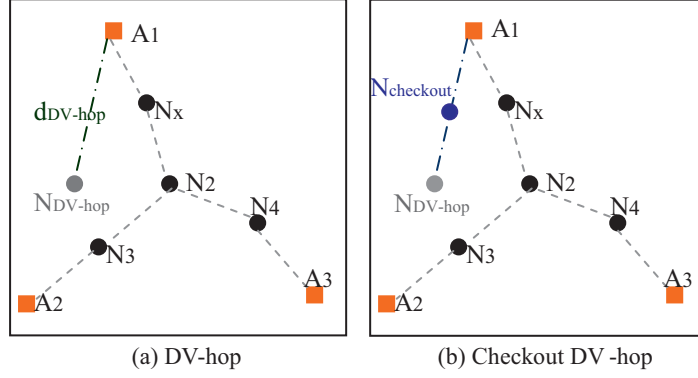 A1
dDV-hop
Nx
NDV-hop
N2
N4
N3
A2
A3
(a) DV-hop
A1
Ncheckout
Nx
NDV-hop
N2
N4
N3
A2
A3
(b) Checkout DV -hop